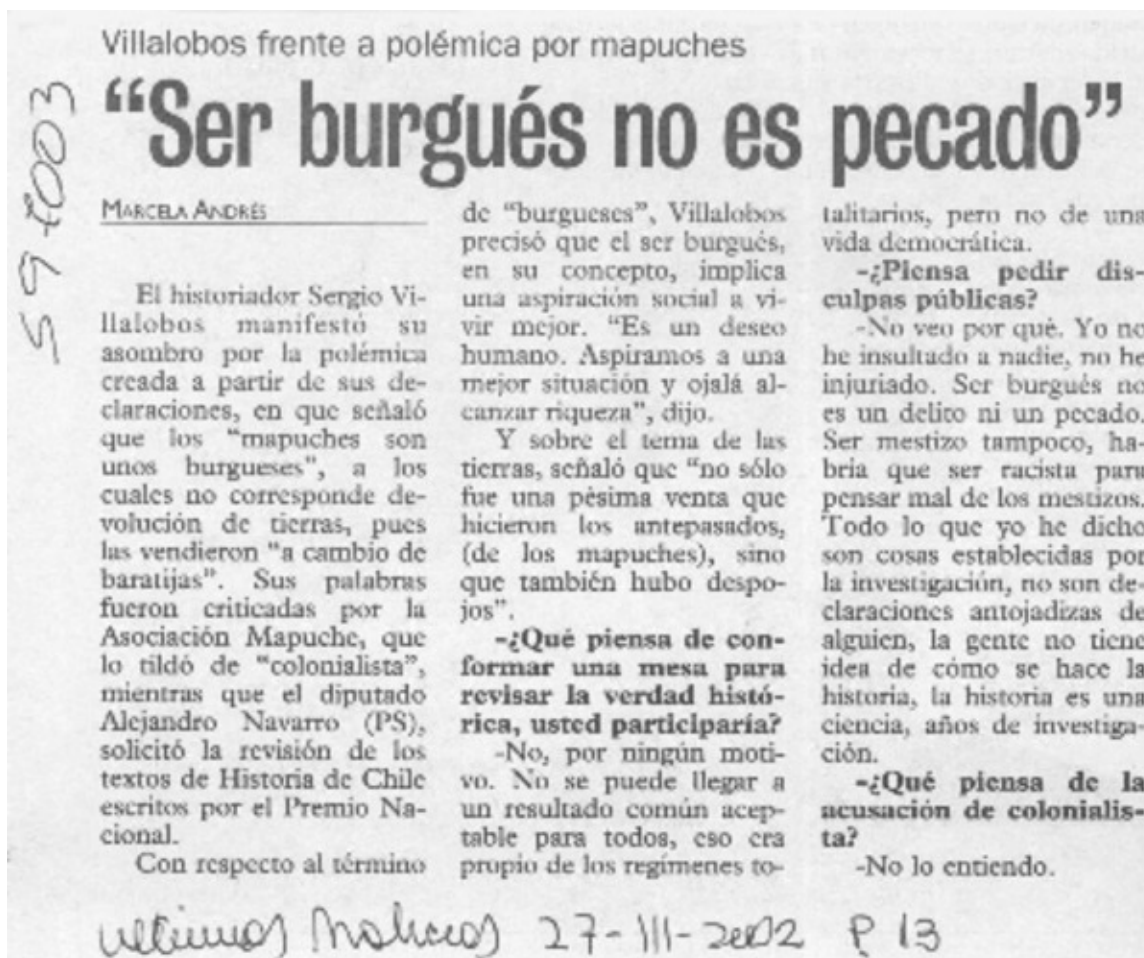 Villalobos frente a polémica por mapuches
“Ser burgués no es pecado”
MARCELA ANDRÉS
El historiador Sergio Vi-
llalobos manifestó su
asombro por la polémica
creada a partir de sus de-
claraciones, en que señaló
que los “mapuches son
unos burgueses”, a los
cuales no corresponde de-
volución de tierras, pues
las vendieron “a cambio de
baratijas”. Sus palabras
fueron criticadas por la
Asociación Mapuche, que
lo tildó de “colonialista”,
mientras que el diputado
Alejandro Navarro (PS),
solicitó la revisión de los
textos de Historia de Chile
escritos por el Premio Na-
cional.
Con respecto al término
de “burgueses”, Villalobos
precisó que el ser burgués,
en su concepto, implica
una aspiración social a vi-
vir mejor. “Es un deseo
humano. Aspiramos a una
mejor situación y ojalá al-
canzar riqueza”, dijo.
Y sobre el tema de las
tierras, señaló que “no sólo
fue una pésima venta que
hicieron los antepasados,
(de los mapuches), sino
que también hubo despo-
jos”.
-¿Qué piensa de con-
formar una mesa para
revisar la verdad histó-
rica, usted participaría?
-No, por ningún moti-
vo. No se puede llegar a
un resultado común acep-
table para todos, eso era
propio de los regímenes to-
talitarios, pero no de una
vida democrática.
-¿Piensa pedir dis-
culpas públicas?
-No veo por qué. Yo no
he insultado a nadie, no he
injuriado. Ser burgués no
es un delito ni un pecado.
Ser mestizo tampoco, ha-
bría que ser racista para
pensar mal de los mestizos.
Todo lo que yo he dicho
son cosas establecidas por
la investigación, no son de-
claraciones antojadizas de
alguien, la gente no tiene
idea de cómo se hace la
historia, la historia es una
ciencia, años de investiga-
ción.
-¿Qué piensa de la
acusación de colonialis-
ta?
-No lo entiendo.
ultimas Noticias 27-III-2002 P 13